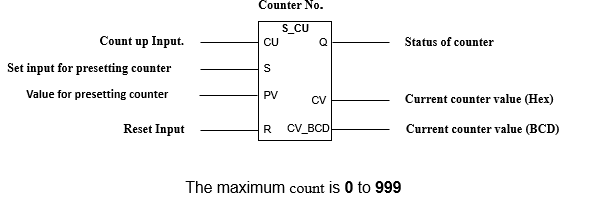 Counter No.
S_CU
Count up Input.
CU
Q
Status of counter
Set input for presetting counter
S
Value for presetting counter
PV
CV
Current counter value (Hex)
Reset Input
R
CV_BCD
Current counter value (BCD)
The maximum count is 0 to 999